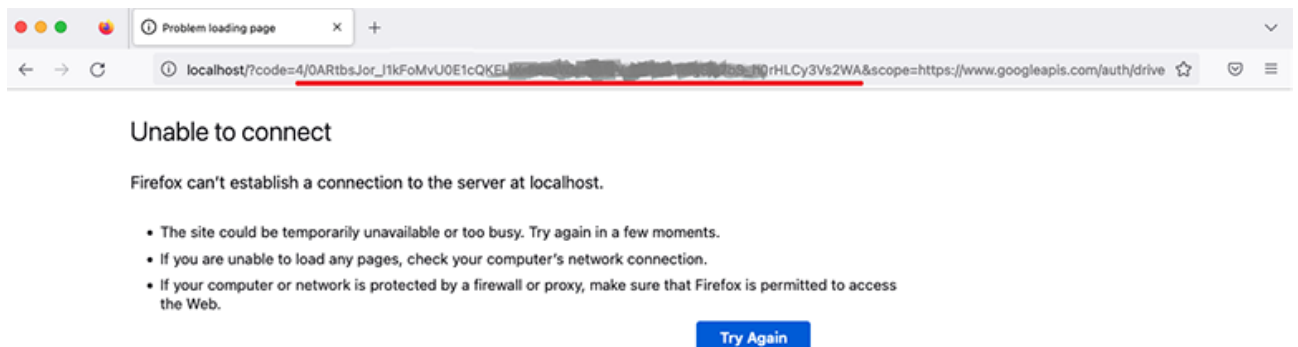 Problem loading page
localhost/?code=4/0ARtbsJor_l1kFoMvU0E1cQKEL rHLCy3Vs2WA&scope=https://www.googleapis.com/auth/drive
Unable to connect
Firefox can't establish a connection to the server at localhost.
• The site could be temporarily unavailable or too busy. Try again in a few moments.
• If you are unable to load any pages, check your computer's network connection.
• If your computer or network is protected by a firewall or proxy, make sure that Firefox is permitted to access
the Web.
Try Again